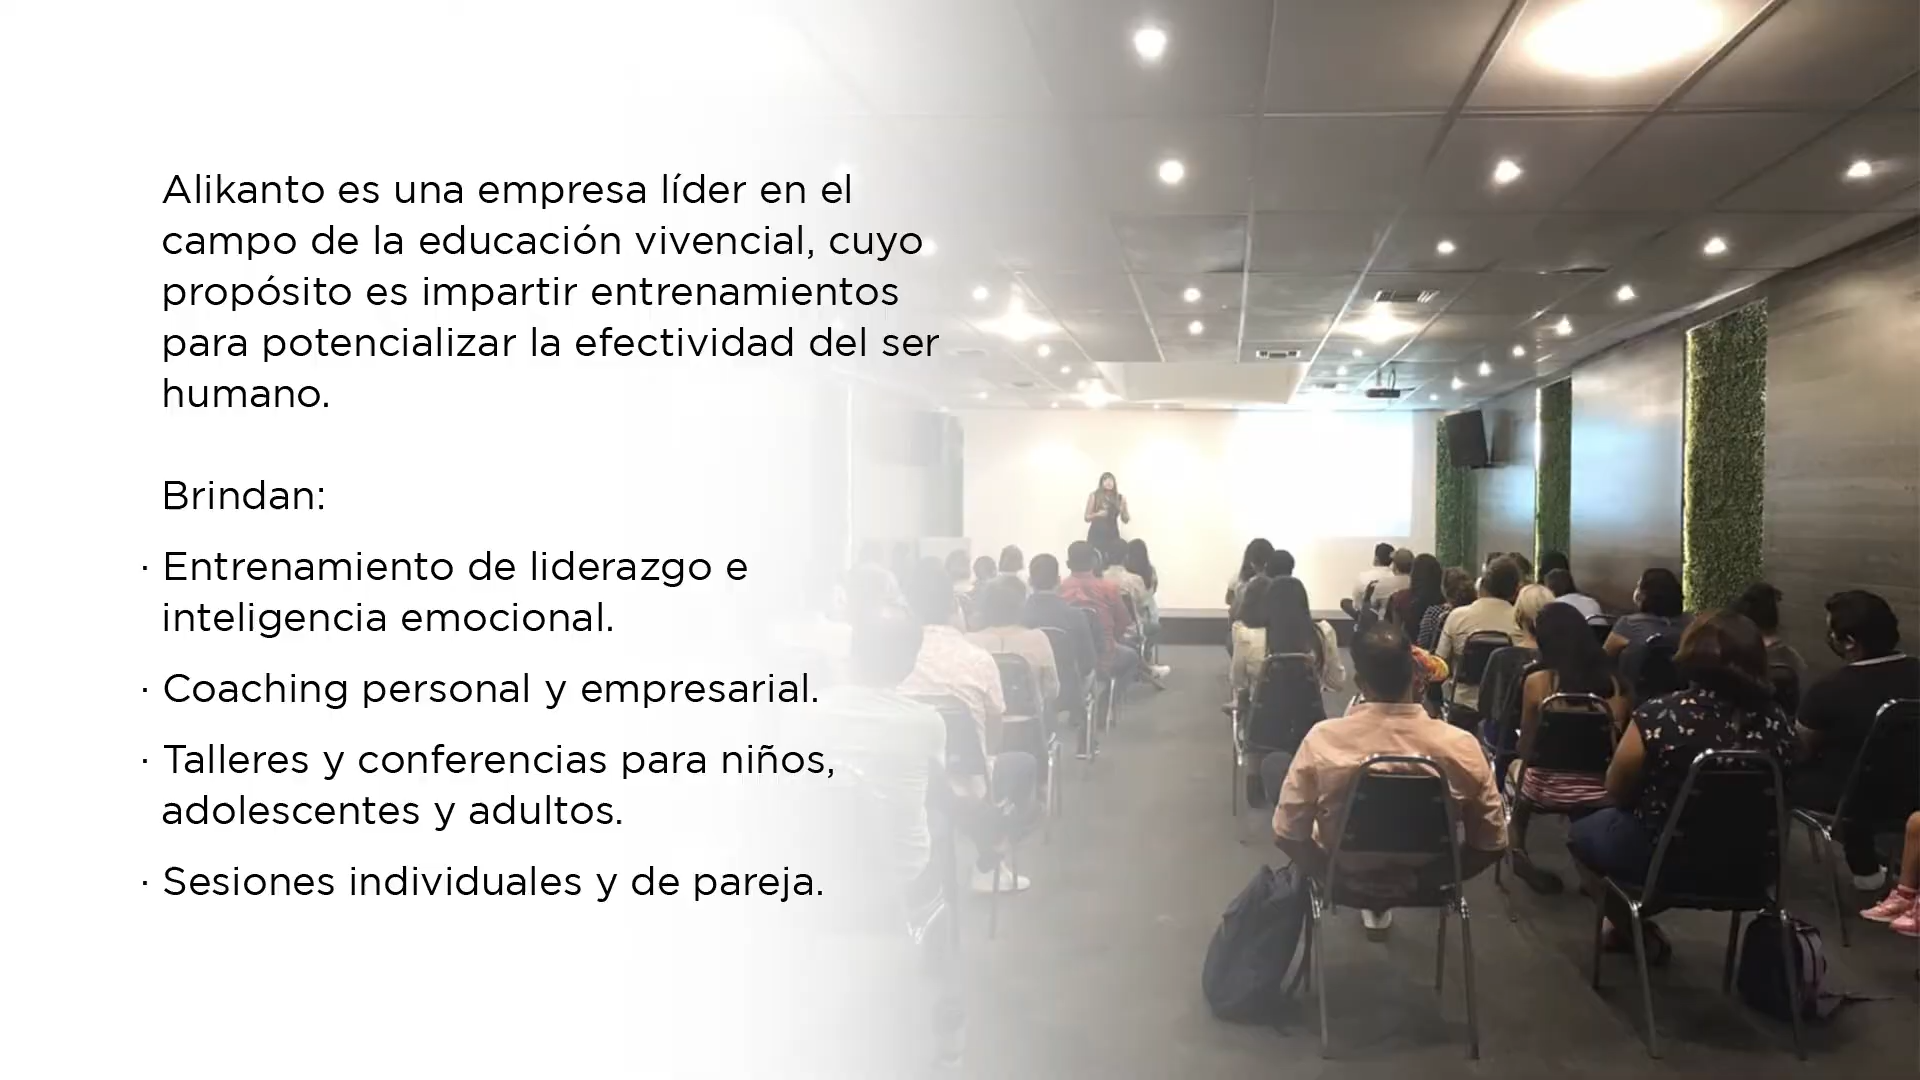 Alikanto es una empresa líder en el
campo de la educación vivencial, cuyo
propósito es impartir entrenamientos
para potencializar la efectividad del ser
humano.
Brindan:
· Entrenamiento de liderazgo e
inteligencia emocional.
· Coaching personal y empresarial.
· Talleres y conferencias para niños,
adolescentes y adultos.
· Sesiones individuales y de pareja.